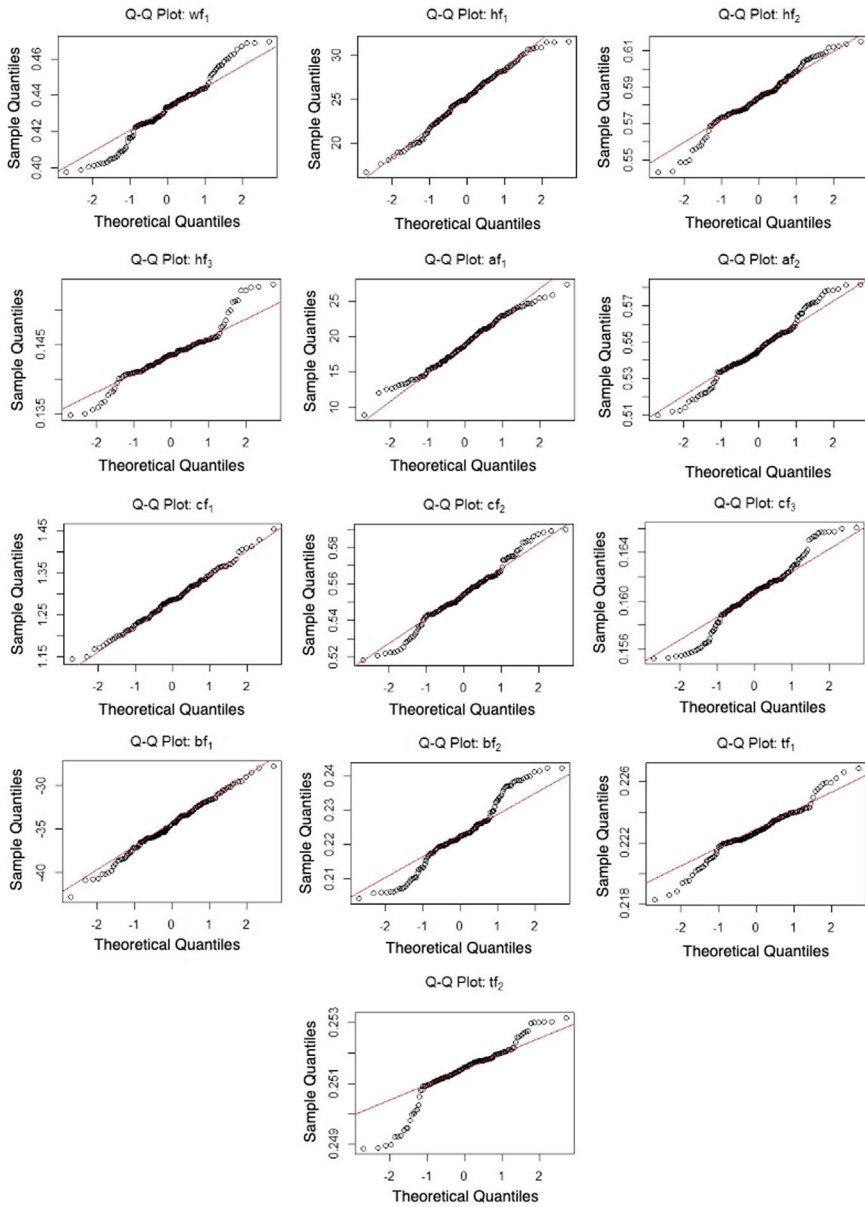 Q-Q Plot: wf₁ Q-Q Plot: hf₁ Q-Q Plot: hf₂
Sample Quantiles 0.40 0.42 0.44 0.46
-2 -1 0 1 2
Theoretical Quantiles
Sample Quantiles 20 25 30
-2 -1 0 1 2
Theoretical Quantiles
Sample Quantiles 0.55 0.57 0.59 0.61
-2 -1 0 1 2
Theoretical Quantiles
Q-Q Plot: hf₃ Q-Q Plot: af₁ Q-Q Plot: af₂
Sample Quantiles 0.135 0.145
-2 -1 0 1 2
Theoretical Quantiles
Sample Quantiles 10 15 20 25
-2 -1 0 1 2
Theoretical Quantiles
Sample Quantiles 0.51 0.53 0.55 0.57
-2 -1 0 1 2
Theoretical Quantiles
Q-Q Plot: cf₁ Q-Q Plot: cf₂ Q-Q Plot: cf₃
Sample Quantiles 1.15 1.25 1.35 1.45
-2 -1 0 1 2
Theoretical Quantiles
Sample Quantiles 0.52 0.54 0.56 0.58
-2 -1 0 1 2
Theoretical Quantiles
Sample Quantiles 0.156 0.160 0.164
-2 -1 0 1 2
Theoretical Quantiles
Q-Q Plot: bf₁ Q-Q Plot: bf₂ Q-Q Plot: tf₁
Sample Quantiles -40 -35 -30
-2 -1 0 1 2
Theoretical Quantiles
Sample Quantiles 0.21 0.22 0.23 0.24
-2 -1 0 1 2
Theoretical Quantiles
Sample Quantiles 0.218 0.222 0.226
-2 -1 0 1 2
Theoretical Quantiles
Q-Q Plot: tf₂
Sample Quantiles 0.249 0.251 0.253
-2 -1 0 1 2
Theoretical Quantiles